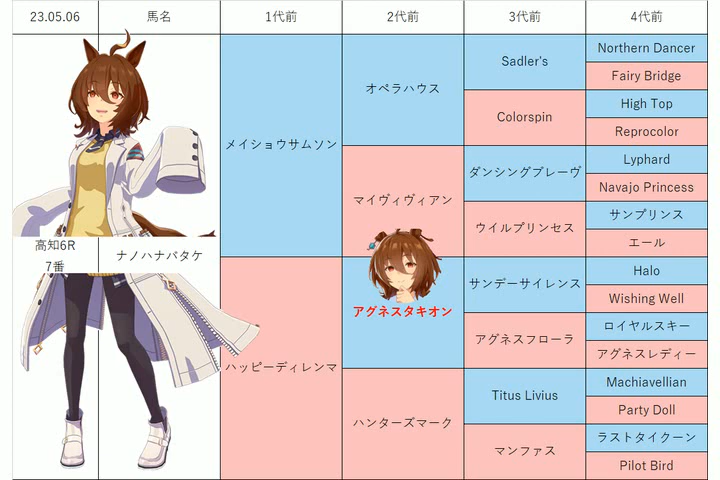 23.05.06
馬名
1代前
2代前
3代前
4代前
高知6R
7番
ナノハナバタケ
メイショウサムソン
ハッピーディレンマ
オペラハウス
マイヴィヴィアン
アグネスタキオン
ハンターズマーク
Sadler's
Colorspin
ダンシングブレーヴ
ウイルプリンセス
サンデーサイレンス
アグネスフローラ
Titus Livius
マンファス
Northern Dancer
Fairy Bridge
High Top
Reprocolor
Lyphard
Navajo Princess
サンプリンス
エール
Halo
Wishing Well
ロイヤルスキー
アグネスレディー
Machiavellian
Party Doll
ラストタイクーン
Pilot Bird